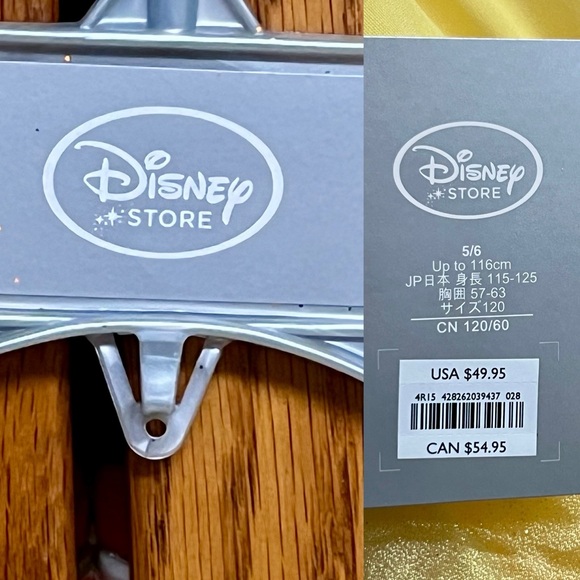 Disney
STORE
Disney
STORE
5/6
Up to 116cm
JP日本 身長 115-125
胸囲 57-63
サイズ120
CN 120/60
USA $49.95
4R15 428262039437 028
CAN $54.95